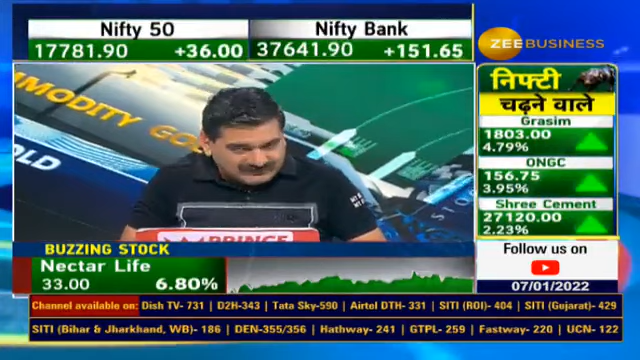 Nifty 50
17781.90 +36.00
Nifty Bank
37641.90 +151.65
ZEE BUSINESS
निफ्टी
चढ़ने वाले
Grasim
1803.00
4.79%
ONGC
156.75
3.95%
Shree Cement
27120.00
2.23%
OMMODITY GO
OLD
PRINCE
BUZZING STOCK
Nectar Life
33.00 6.80%
Follow us on
07/01/2022
Channel available on: Dish TV- 731 | D2H-343 | Tata Sky-590 | Airtel DTH- 331 | SITI (ROI)- 404 | SITI (Gujarat)- 429
SITI (Bihar & Jharkhand, WB)- 186 | DEN-355/356 | Hathway- 241 | GTPL- 259 | Fastway- 220 | UCN- 122